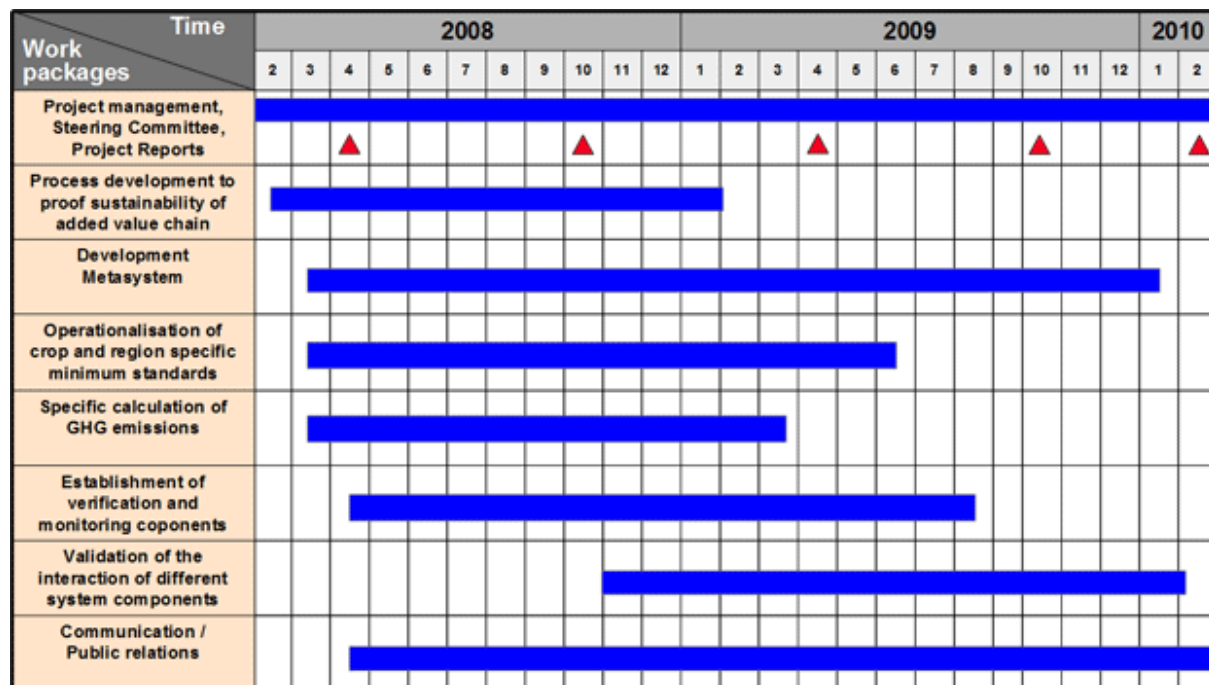 Time
Work
packages
2008 2009 2010
2 3 4 5 6 7 8 9 10 11 12 1 2 3 4 5 6 7 8 9 10 11 12 1 2
Project management,
Steering Committee,
Project Reports
Process development to
proof sustainability of
added value chain
Development
Metasystem
Operationalisation of
crop and region specific
minimum standards
Specific calculation of
GHG emissions
Establishment of
verification and
monitoring coponents
Validation of the
interaction of different
system components
Communication /
Public relations